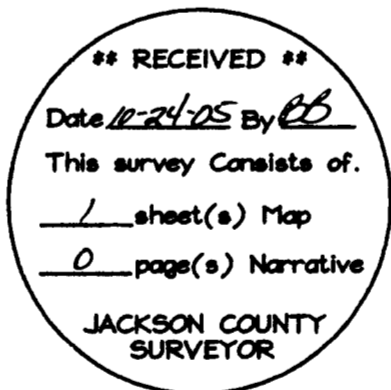 ** RECEIVED **
Date 10-24-05 By BB
This survey Consists of.
1 sheet(s) Map
0 page(s) Narrative
JACKSON COUNTY
SURVEYOR